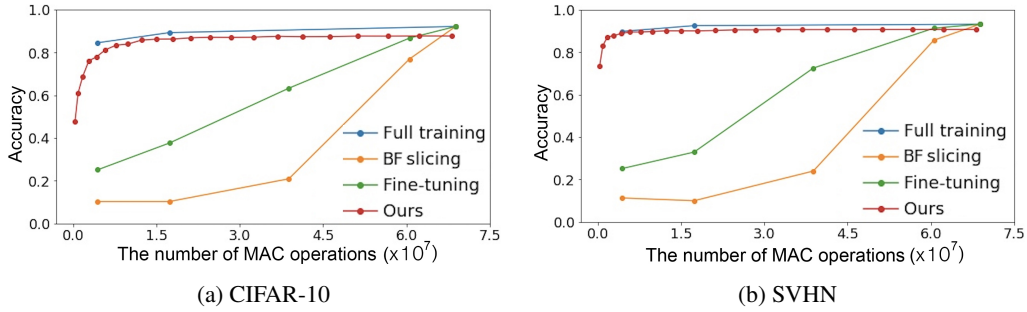 1.0
0.8
0.6
0.4
0.2
0.0
Accuracy
Full training
BF slicing
Fine-tuning
Ours
0.0 1.5 3.0 4.5 6.0 7.5
The number of MAC operations (x10⁷)
(a) CIFAR-10
1.0
0.8
0.6
0.4
0.2
0.0
Accuracy
Full training
BF slicing
Fine-tuning
Ours
0.0 1.5 3.0 4.5 6.0 7.5
The number of MAC operations (x10⁷)
(b) SVHN